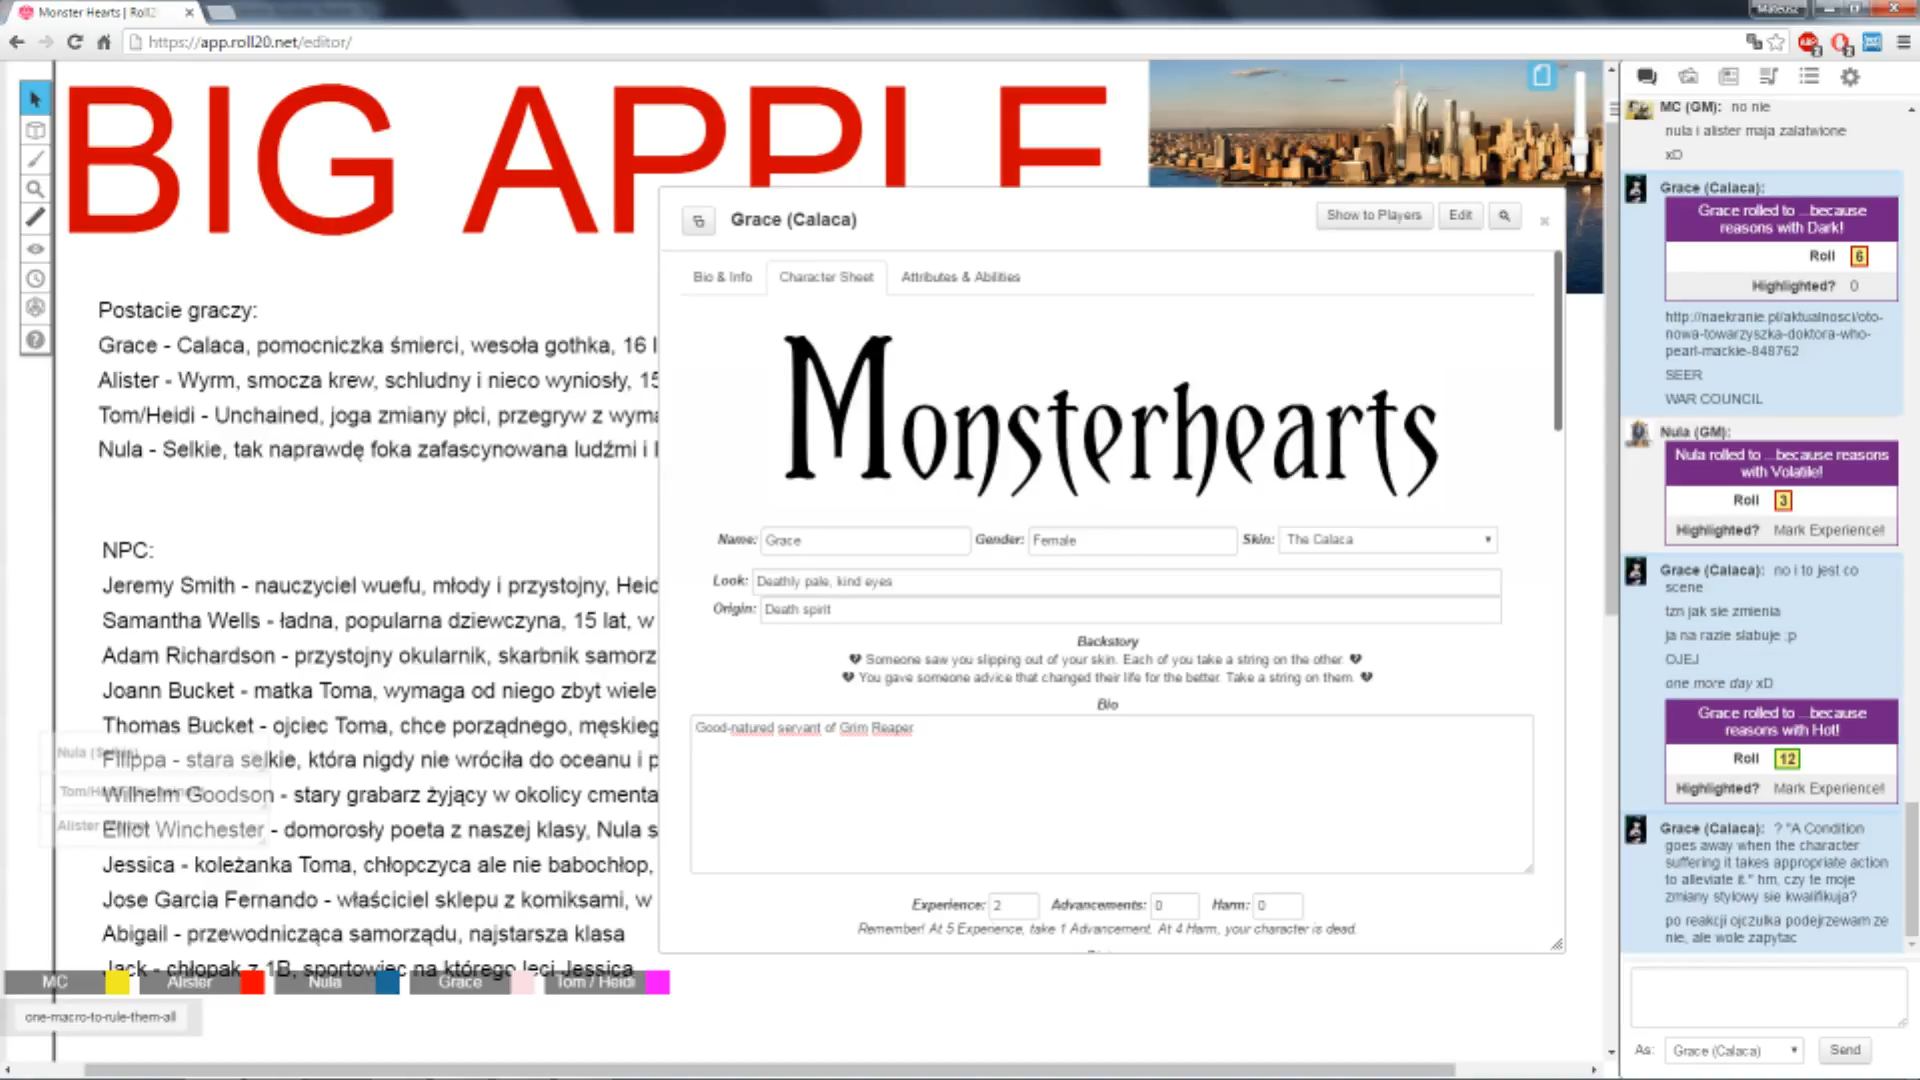 Monster Hearts | Roll2
Mateusz
https://app.roll20.net/editor/
BIG APPLE
Postacie graczy:
Grace - Calaca, pomocniczka śmierci, wesoła gothka, 16 l
Alister - Wyrm, smocza krew, schludny i nieco wyniosły, 15
Tom/Heidi - Unchained, joga zmiany płci, przegryw z wyma
Nula - Selkie, tak naprawdę foka zafascynowana ludźmi i l
NPC:
Jeremy Smith - nauczyciel wuefu, młody i przystojny, Heid
Samantha Wells - ładna, popularna dziewczyna, 15 lat, w
Adam Richardson - przystojny okularnik, skarbnik samorz
Joann Bucket - matka Toma, wymaga od niego zbyt wiele
Thomas Bucket - ojciec Toma, chce porządnego, męskieg
Filippa - stara selkie, która nigdy nie wróciła do oceanu i p
Wilhelm Goodson - stary grabarz żyjący w okolicy cmenta
Elliot Winchester - domorosły poeta z naszej klasy, Nula s
Jessica - koleżanka Toma, chłopczyca ale nie babochłop,
Jose Garcia Fernando - właściciel sklepu z komiksami, w
Abigail - przewodnicząca samorządu, najstarsza klasa
Jack - chłopak z 1B, sportowiec na którego leci Jessica
Nula
Alister
MC Alister Nula Grace Tom / Heidi
one-macro-to-rule-them-all
Grace (Calaca)
Show to Players Edit
Bio & Info Character Sheet Attributes & Abilities
Monsterhearts
Name: Grace Gender: Female Skin: The Calaca
Look: Deathly pale, kind eyes
Origin: Death spirit
Backstory
Someone saw you slipping out of your skin. Each of you take a string on the other.
You gave someone advice that changed their life for the better. Take a string on them.
Bio
Good-natured servant of Grim Reaper
Experience: 2 Advancements: 0 Harm: 0
Remember! At 5 Experience, take 1 Advancement. At 4 Harm, your character is dead.
MC (GM): no nie
nula i alister maja zalatwione
xD
Grace (Calaca):
Grace rolled to ...because
reasons with Dark!
Roll 6
Highlighted? 0
http://naekranie.pl/aktualnosci/oto-
nowa-towarzyszka-doktora-who-
pearl-mackie-848762
SEER
WAR COUNCIL
Nula (GM):
Nula rolled to ...because reasons
with Volatile!
Roll 3
Highlighted? Mark Experience!
Grace (Calaca): no i to jest co
scene
tzn jak sie zmienia
ja na razie slabuje ;p
OJEJ
one more day xD
Grace rolled to ...because
reasons with Hot!
Roll 12
Highlighted? Mark Experience!
Grace (Calaca): ? "A Condition
goes away when the character
suffering it takes appropriate action
to alleviate it." hm, czy te moje
zmiany stylowy sie kwalifikuja?
po reakcji ojczulka podejrzewam ze
nie, ale wole zapytac
As: Grace (Calaca) Send